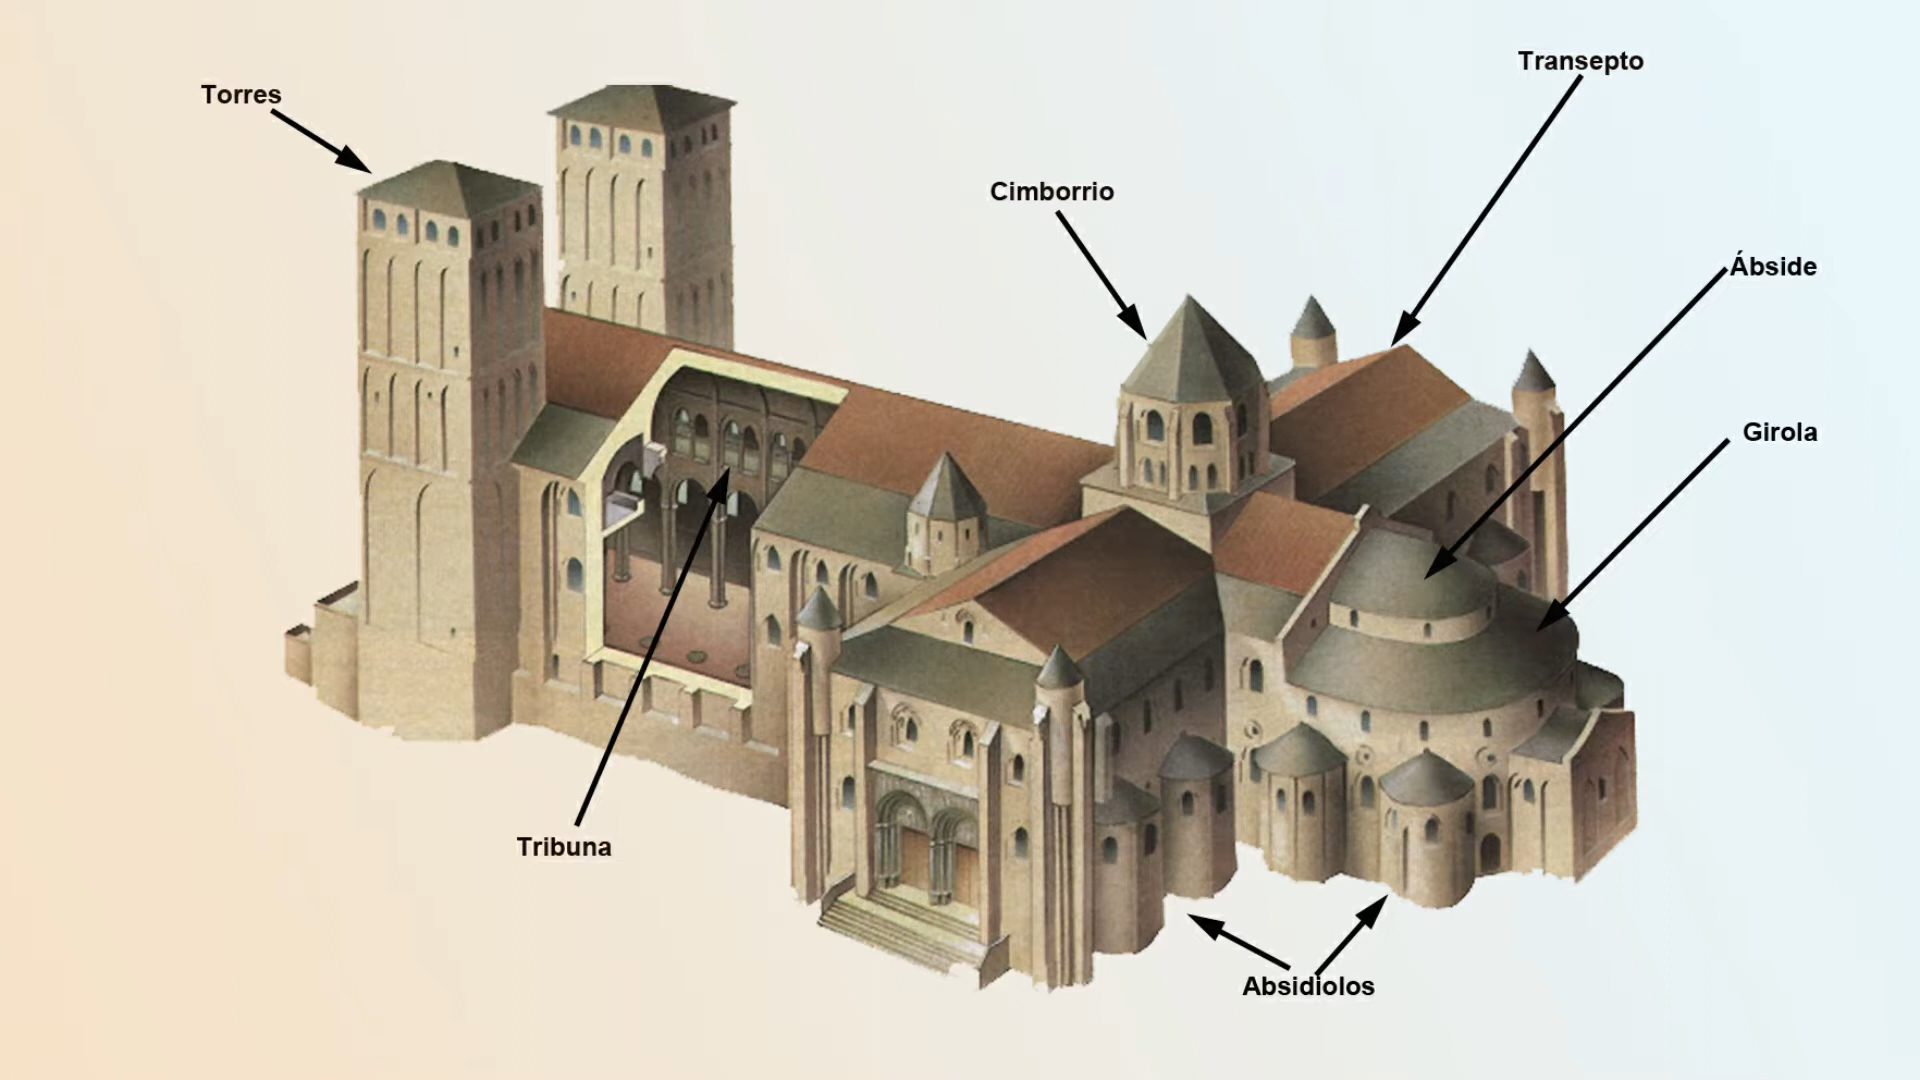 Transepto
Torres
Cimborrio
Ábside
Girola
Tribuna
Absidiolos